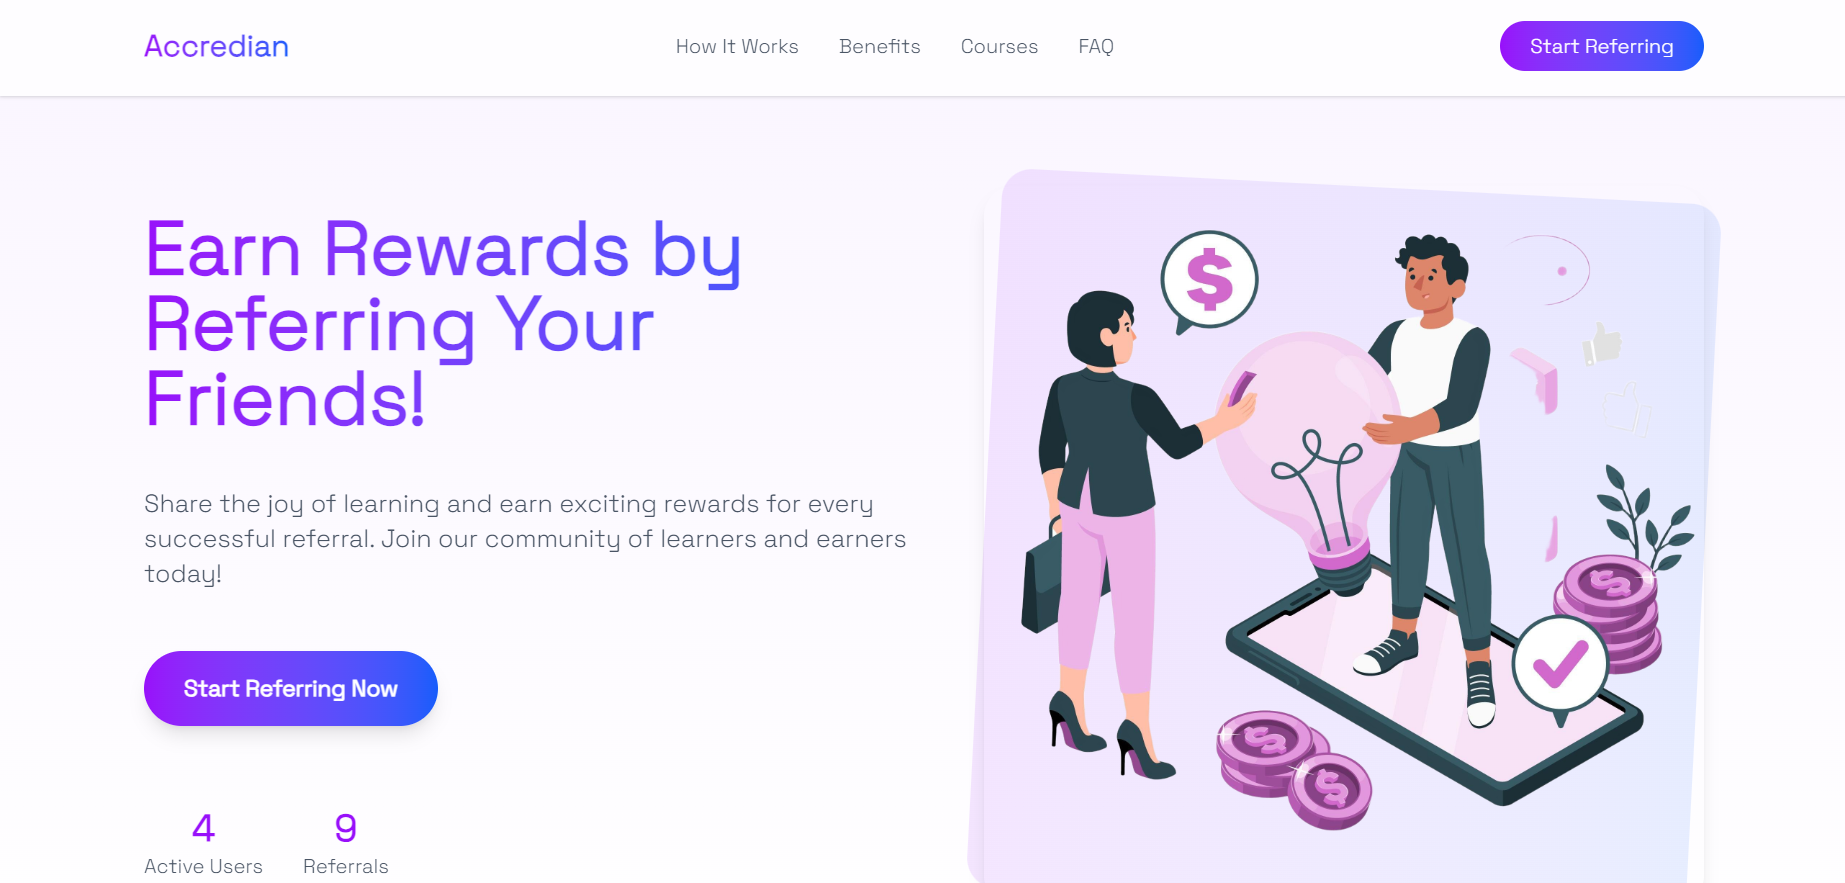 Accredian
How It Works
Benefits
Courses
FAQ
Start Referring
Earn Rewards by
Referring Your
Friends!
Share the joy of learning and earn exciting rewards for every
successful referral. Join our community of learners and earners
today!
Start Referring Now
4
Active Users
9
Referrals
$
$
$
$